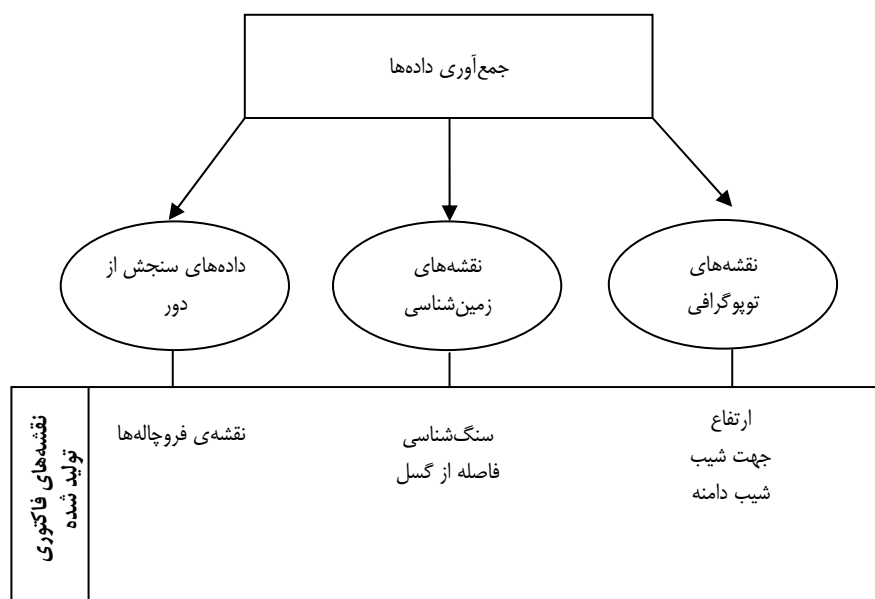 جمع‌آوری داده‌ها
نقشه‌های
توپوگرافی
نقشه‌های
زمین‌شناسی
داده‌های سنجش از
دور
ارتفاع
جهت شیب
شیب دامنه
سنگ‌شناسی
فاصله از گسل
نقشه‌ی فروچاله‌ها
نقشه‌های فاکتوری
تولید شده